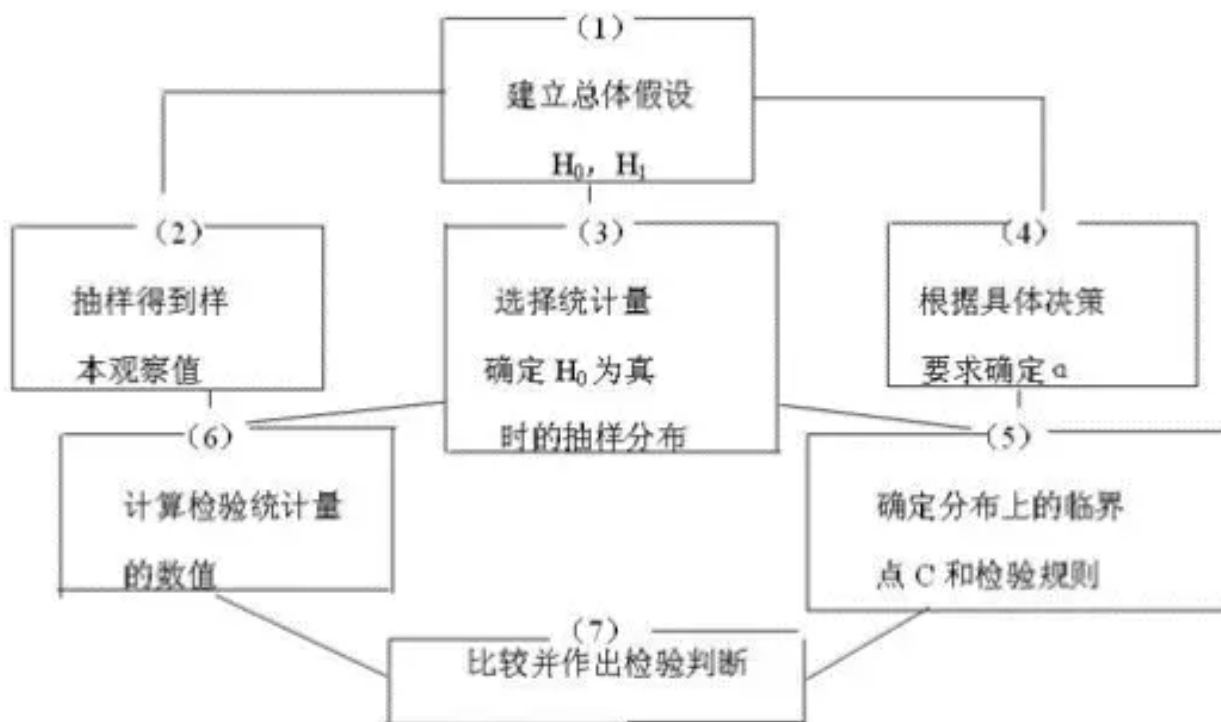 （1）
建立总体假设
H₀，H₁
（2）
抽样得到样
本观察值
（3）
选择统计量
确定 H₀ 为真
时的抽样分布
（4）
根据具体决策
要求确定α
（6）
计算检验统计量
的数值
（5）
确定分布上的临界
点 C 和检验规则
（7）
比较并作出检验判断